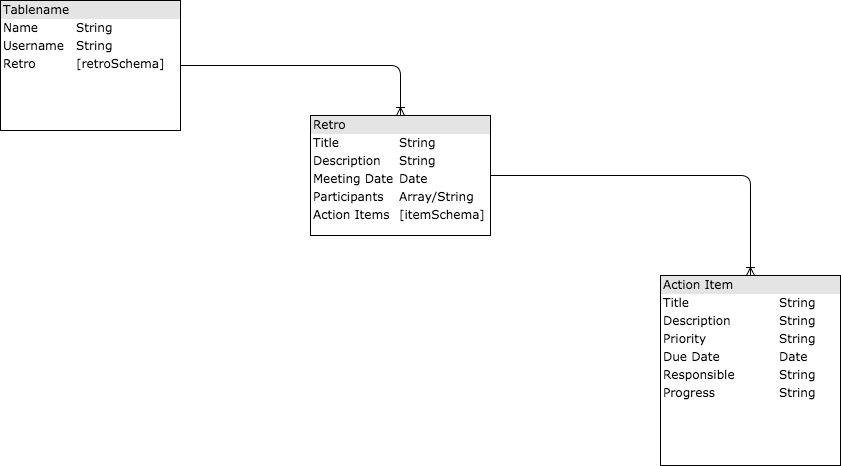 Tablename
Name String
Username String
Retro [retroSchema]
Retro
Title String
Description String
Meeting Date Date
Participants Array/String
Action Items [itemSchema]
Action Item
Title String
Description String
Priority String
Due Date Date
Responsible String
Progress String